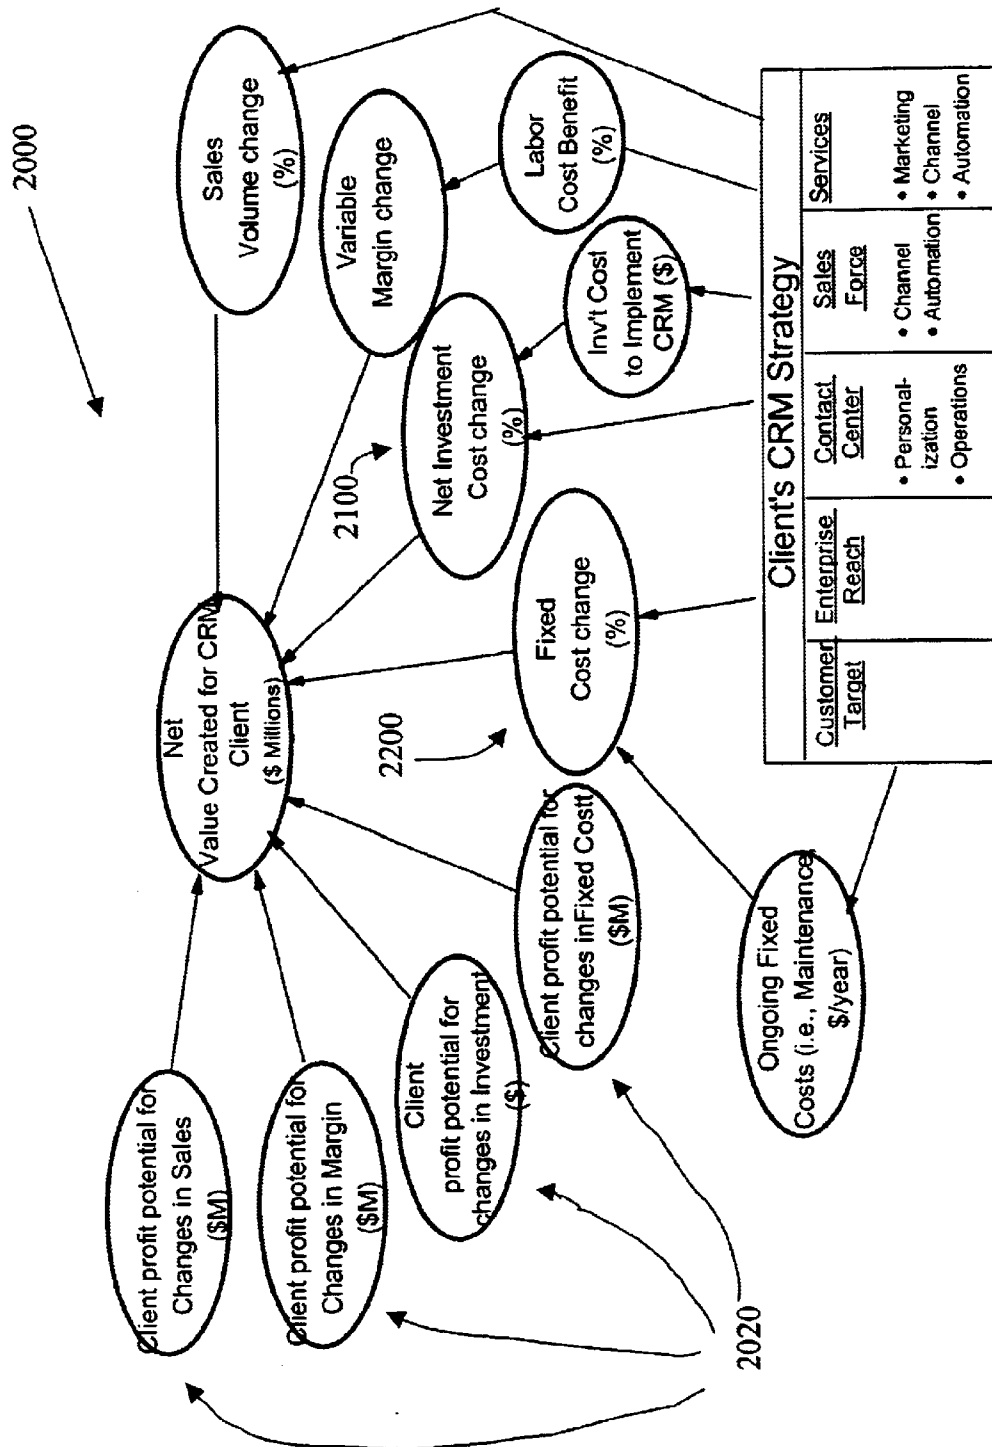 2000
Client profit potential for
Changes in Sales
($M)
Client profit potential for
Changes in Margin
($M)
Client
profit potential for
changes in Investment
($)
Client profit potential for
changes inFixed Costt
($M)
2020
Net
Value Created for CRM
Client
($ Millions)
Sales
Volume change
(%)
Variable
Margin change
2100
Net Investment
Cost change
(%)
2200
Fixed
Cost change
(%)
Labor
Cost Benefit
(%)
Inv't Cost
to Implement
CRM ($)
Ongoing Fixed
Costs (i.e., Maintenance,
$/year)
Client's CRM Strategy
Customer
Target
Enterprise
Reach
Contact
Center
• Personal-
ization
• Operations
Sales
Force
• Channel
• Automation
Services
• Marketing
• Channel
• Automation